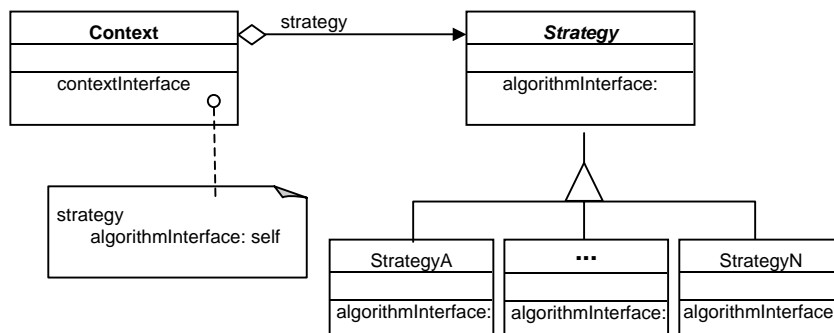 Context
strategy
Strategy
contextInterface
algorithmInterface:
strategy
algorithmInterface: self
StrategyA
...
StrategyN
algorithmInterface:
algorithmInterface:
algorithmInterface